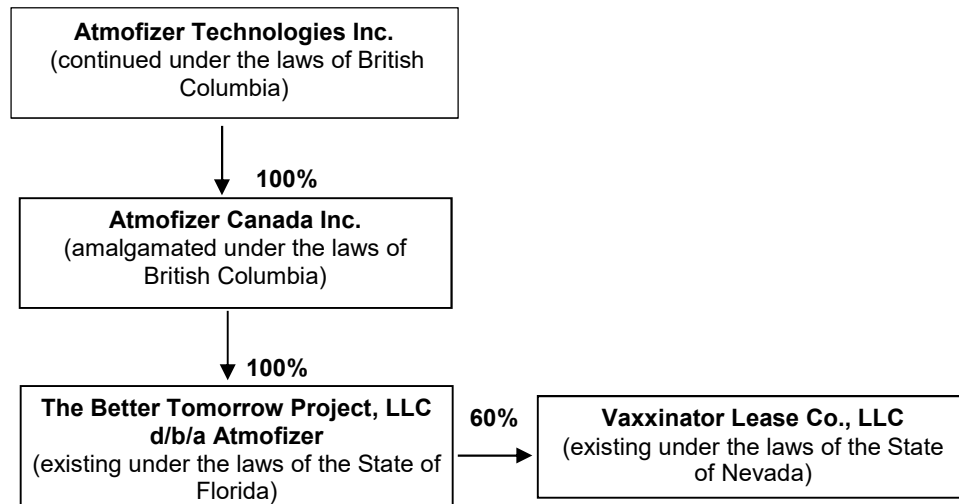 Atmofizer Technologies Inc.
(continued under the laws of British
Columbia)
100%
Atmofizer Canada Inc.
(amalgamated under the laws of
British Columbia)
100%
The Better Tomorrow Project, LLC
d/b/a Atmofizer
(existing under the laws of the State of
Florida)
60%
Vaxxinator Lease Co., LLC
(existing under the laws of the State
of Nevada)